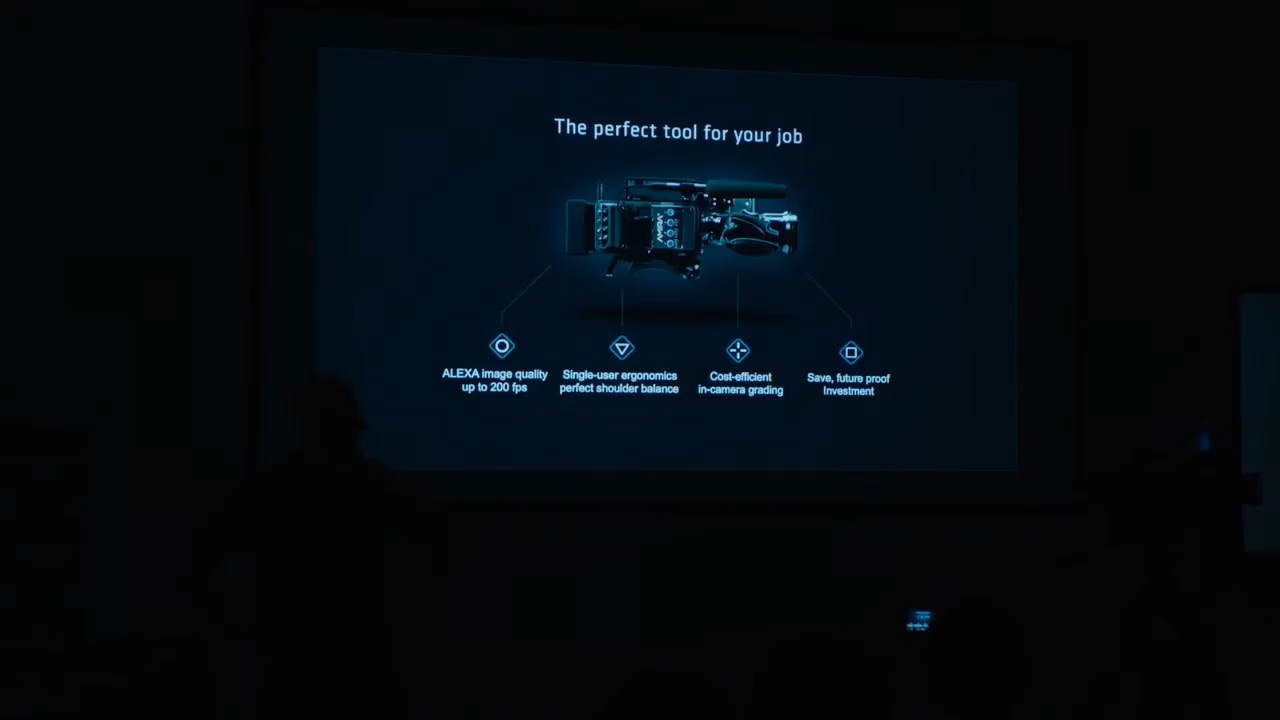 The perfect tool for your job
AMIRA
ALEXA image quality
up to 200 fps
Single-user ergonomics
perfect shoulder balance
Cost-efficient
in-camera grading
Save, future proof
Investment